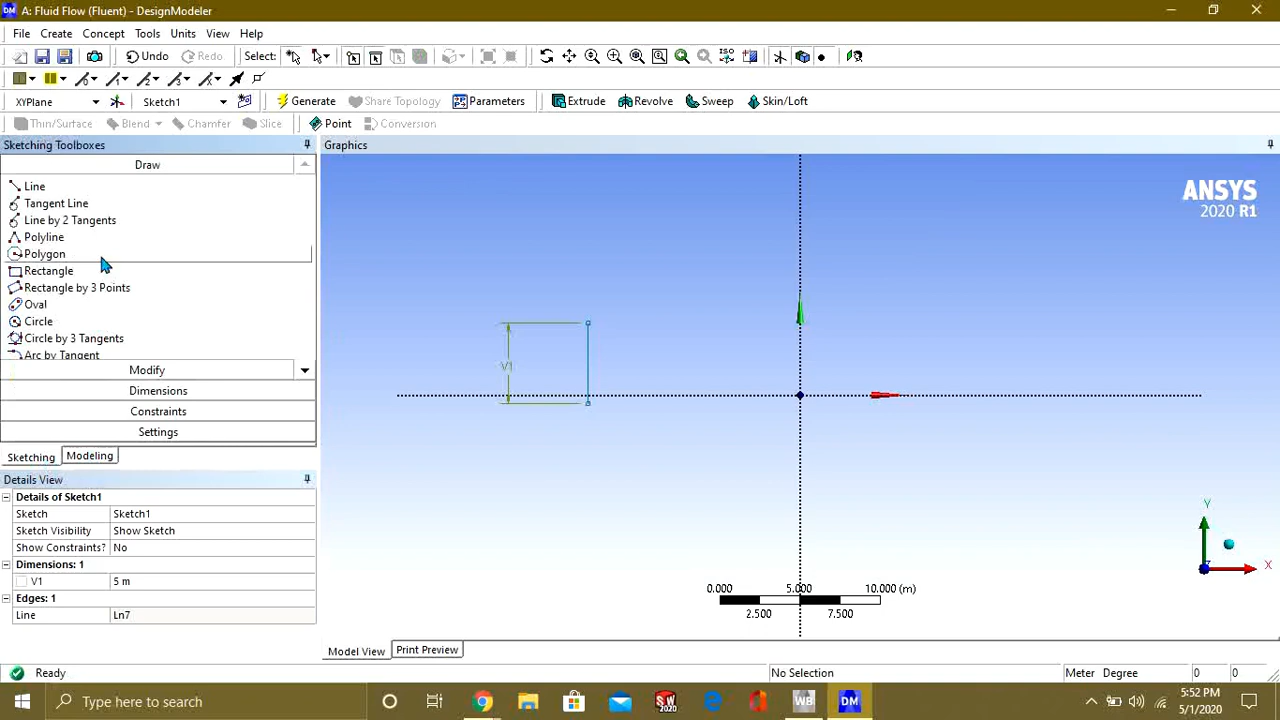 A: Fluid Flow (Fluent) - DesignModeler
File Create Concept Tools Units View Help
Undo Redo Select:
XYPlane Sketch1 Generate Share Topology Parameters Extrude Revolve Sweep Skin/Loft
Thin/Surface Blend Chamfer Slice Point Conversion
Sketching Toolboxes
Draw
Line
Tangent Line
Line by 2 Tangents
Polyline
Polygon
Rectangle
Rectangle by 3 Points
Oval
Circle
Circle by 3 Tangents
Arc by Tangent
Modify
Dimensions
Constraints
Settings
Sketching Modeling
Details View
Details of Sketch1
Sketch Sketch1
Sketch Visibility Show Sketch
Show Constraints? No
Dimensions: 1
V1 5 m
Edges: 1
Line Ln7
Graphics
ANSYS
2020 R1
V1
Y
X
0.000 5.000 10.000 (m)
2.500 7.500
Model View Print Preview
Ready No Selection Meter Degree 0 0
Type here to search
SW
2020
WB
DM
5:52 PM
5/1/2020